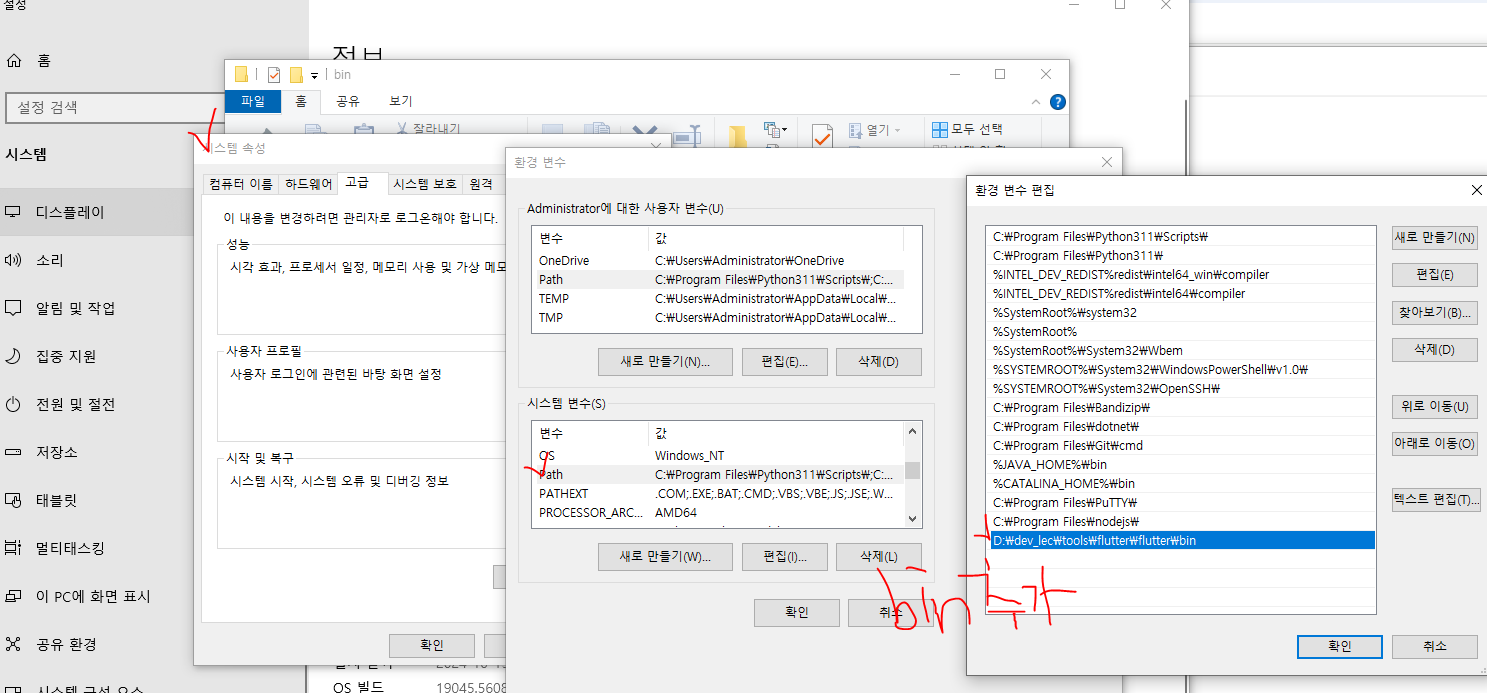 설정
홈
설정 검색
시스템
디스플레이
소리
알림 및 작업
집중 지원
전원 및 절전
저장소
태블릿
멀티태스킹
이 PC에 화면 표시
공유 환경
시스템 구성 요소
정보
OS 빌드
19045.5608
bin
파일
홈
공유
보기
잘라내기
열기
모두 선택
시스템 속성
컴퓨터 이름
하드웨어
고급
시스템 보호
원격
이 내용을 변경하려면 관리자로 로그온해야 합니다.
성능
시각 효과, 프로세서 일정, 메모리 사용 및 가상 메모
사용자 프로필
사용자 로그인에 관련된 바탕 화면 설정
시작 및 복구
시스템 시작, 시스템 오류 및 디버깅 정보
확인
환경 변수
Administrator에 대한 사용자 변수(U)
변수 값
OneDrive C:₩Users₩Administrator₩OneDrive
Path C:₩Program Files₩Python311₩Scripts₩;C:...
TEMP C:₩Users₩Administrator₩AppData₩Local₩...
TMP C:₩Users₩Administrator₩AppData₩Local₩...
새로 만들기(N)... 편집(E)... 삭제(D)
시스템 변수(S)
변수 값
OS Windows_NT
Path C:₩Program Files₩Python311₩Scripts₩;C:...
PATHEXT .COM;.EXE;.BAT;.CMD;.VBS;.VBE;.JS;.JSE;.W...
PROCESSOR_ARC... AMD64
새로 만들기(W)... 편집(I)... 삭제(L)
확인 취소
환경 변수 편집
C:₩Program Files₩Python311₩Scripts₩
C:₩Program Files₩Python311₩
%INTEL_DEV_REDIST%redist₩intel64_win₩compiler
%INTEL_DEV_REDIST%redist₩intel64₩compiler
%SystemRoot%₩system32
%SystemRoot%
%SystemRoot%₩System32₩Wbem
%SYSTEMROOT%₩System32₩WindowsPowerShell₩v1.0₩
%SYSTEMROOT%₩System32₩OpenSSH₩
C:₩Program Files₩Bandizip₩
C:₩Program Files₩dotnet₩
C:₩Program Files₩Git₩cmd
%JAVA_HOME%₩bin
%CATALINA_HOME%₩bin
C:₩Program Files₩PuTTY₩
C:₩Program Files₩nodejs₩
D:₩dev_lec₩tools₩flutter₩flutter₩bin
새로 만들기(N)
편집(E)
찾아보기(B)...
삭제(D)
위로 이동(U)
아래로 이동(O)
텍스트 편집(T)...
확인 취소
bin 추가